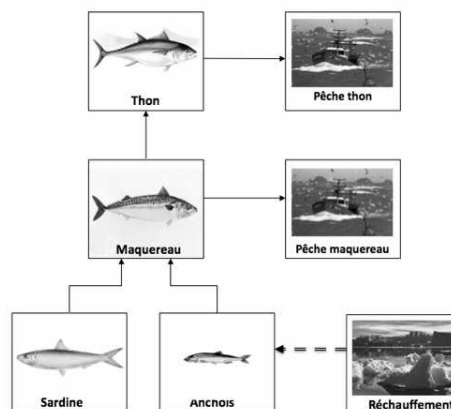 Thon
Pêche thon
Maquereau
Pêche maquereau
Sardine
Anchois
Réchauffement